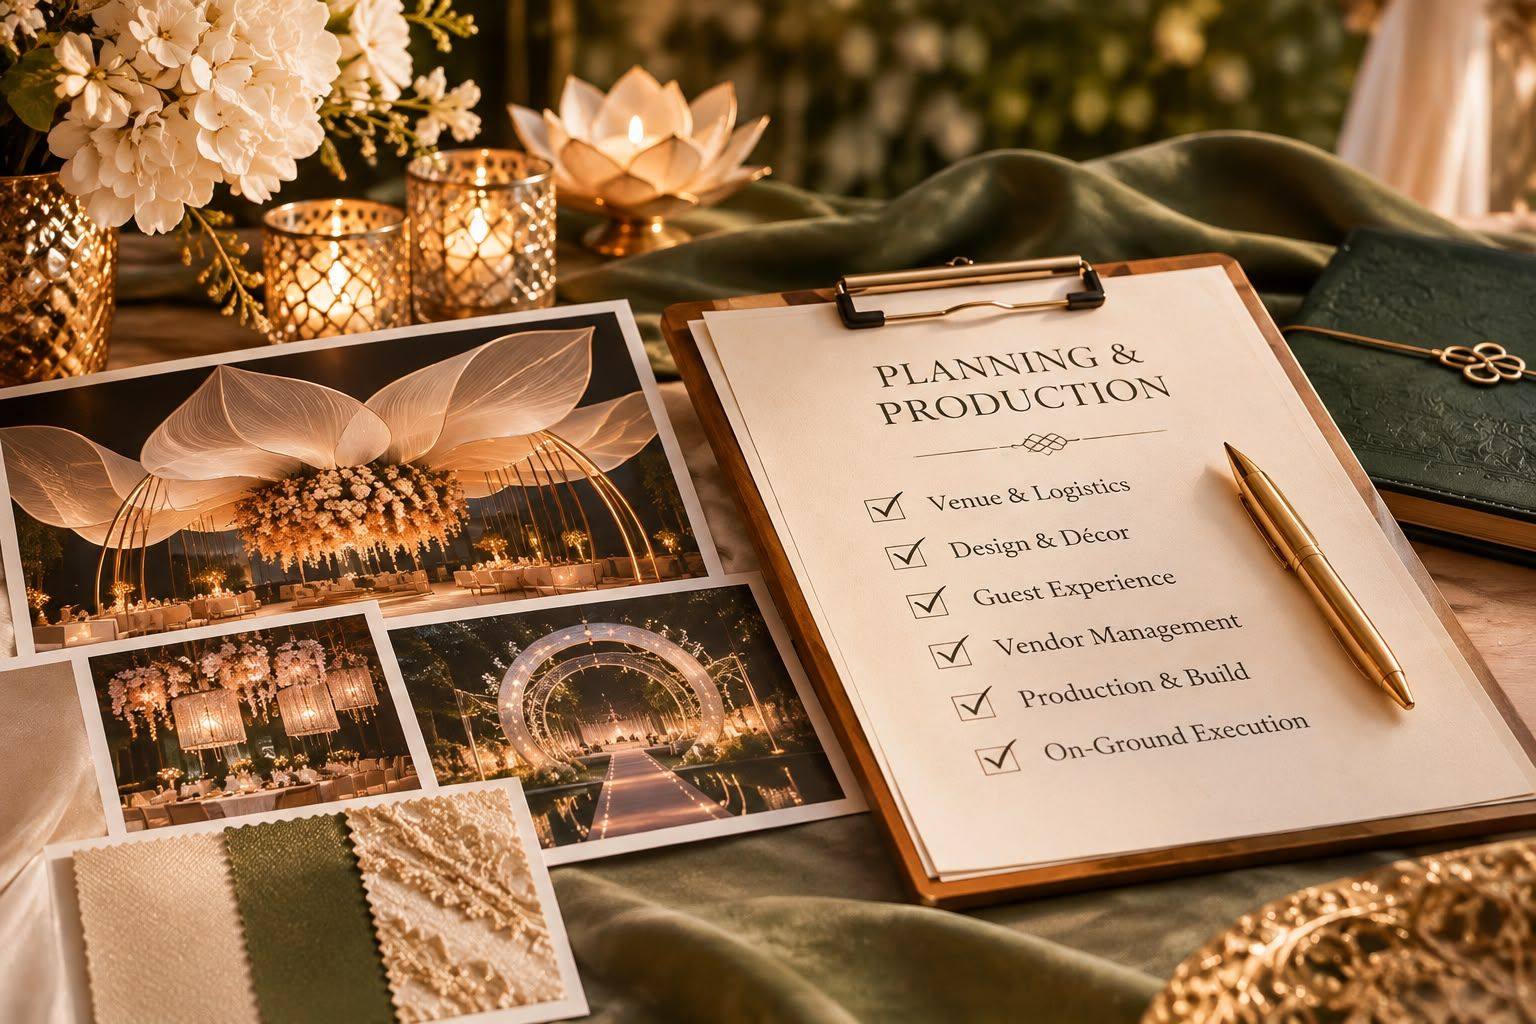 PLANNING &
PRODUCTION
Venue & Logistics
Design & Décor
Guest Experience
Vendor Management
Production & Build
On-Ground Execution